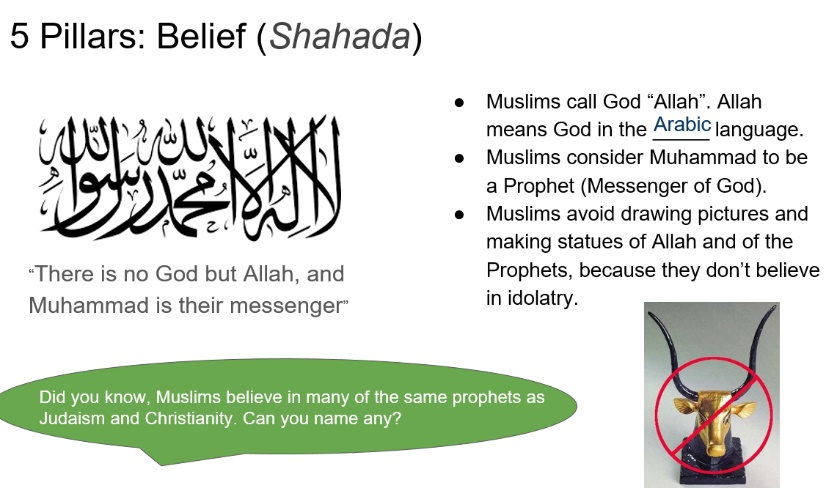 5 Pillars: Belief (Shahada)
لا إله إلا الله محمد رسول الله
“There is no God but Allah, and
Muhammad is their messenger”
● Muslims call God “Allah”. Allah
means God in the Arabic language.
● Muslims consider Muhammad to be
a Prophet (Messenger of God).
● Muslims avoid drawing pictures and
making statues of Allah and of the
Prophets, because they don’t believe
in idolatry.
Did you know, Muslims believe in many of the same prophets as
Judaism and Christianity. Can you name any?